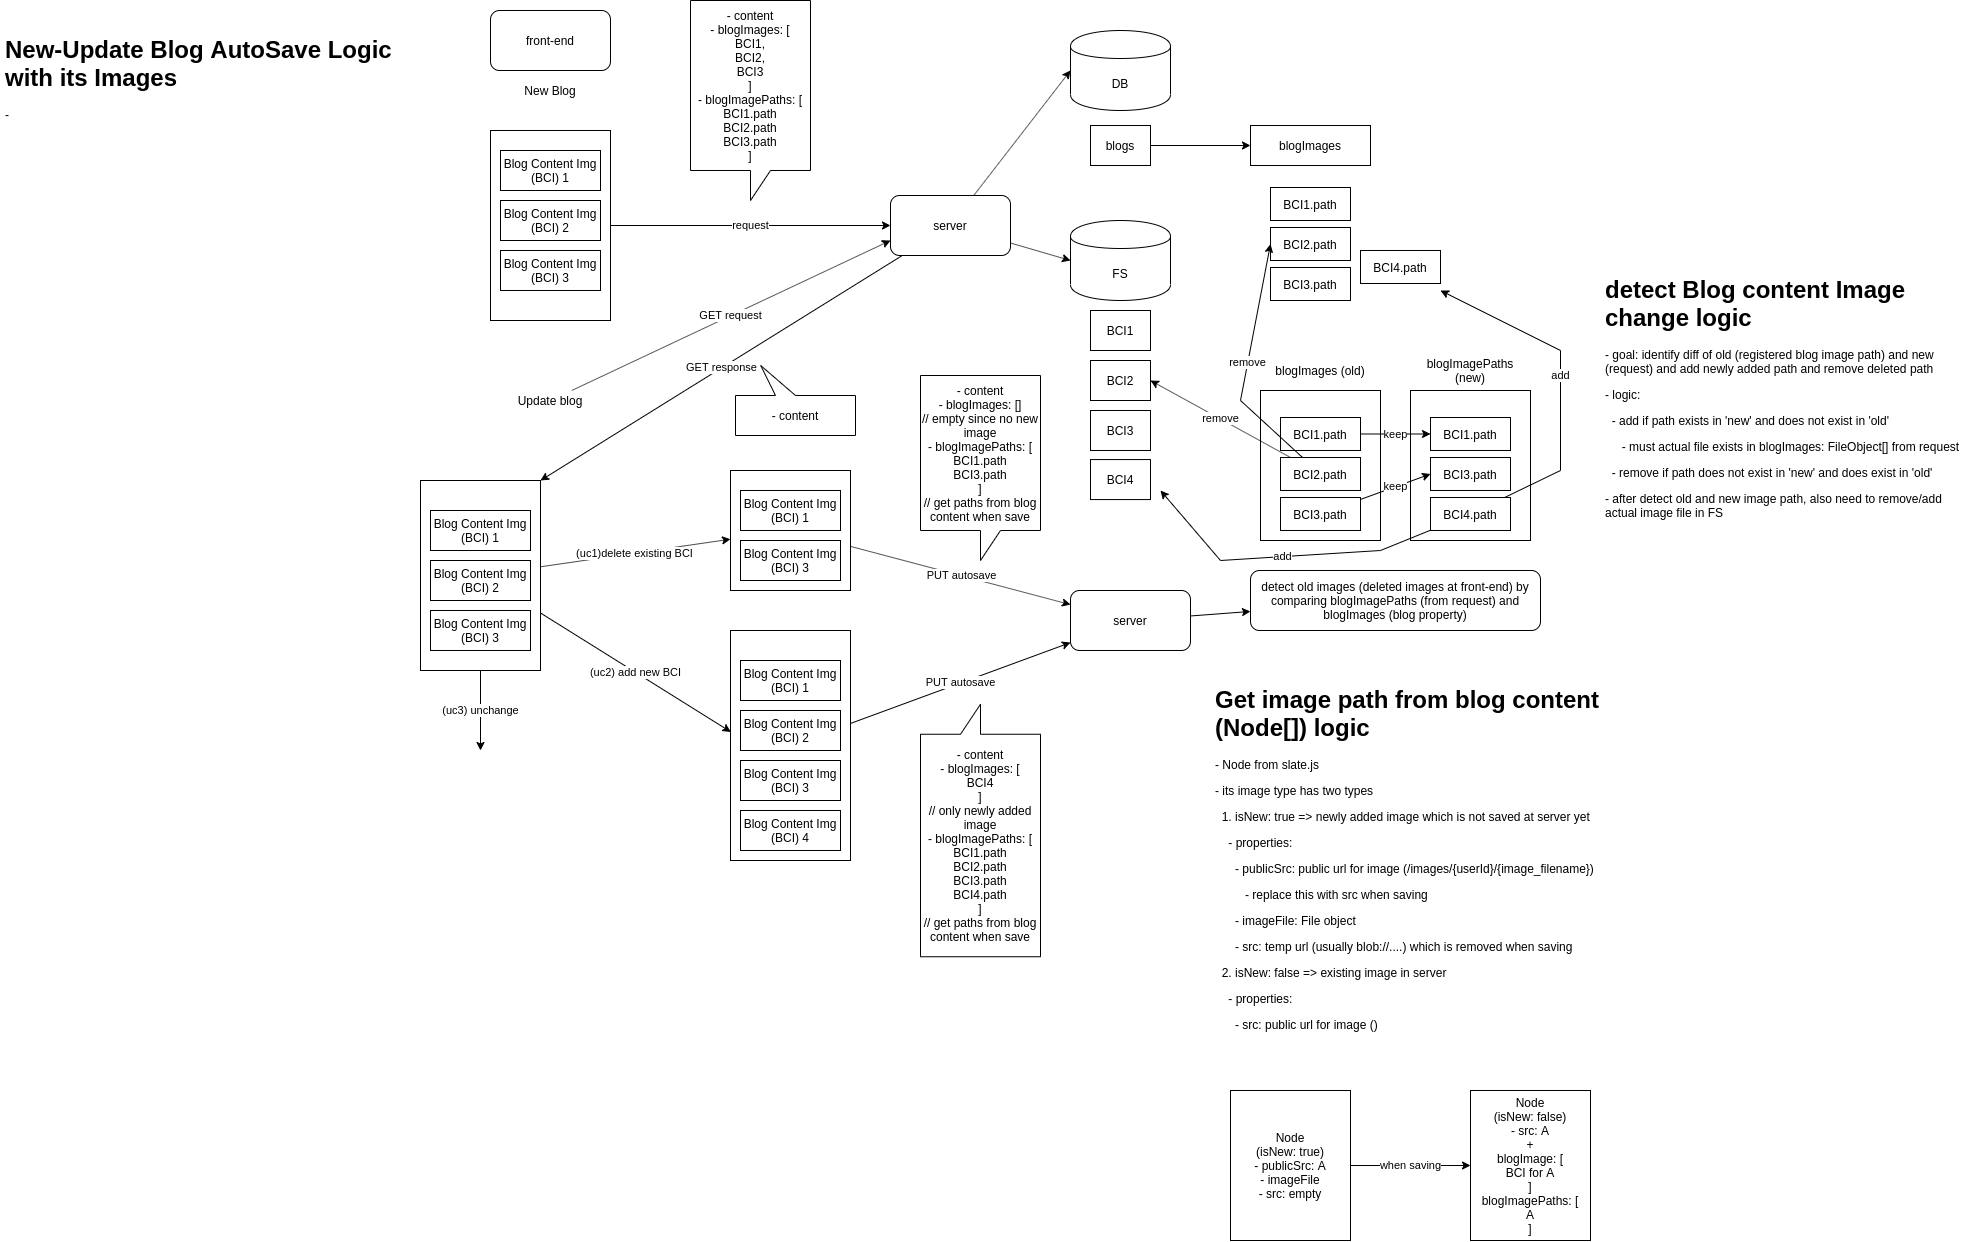 New-Update Blog AutoSave Logic
with its Images
-
front-end
New Blog
Blog Content Img
(BCI) 1
Blog Content Img
(BCI) 2
Blog Content Img
(BCI) 3
- content
- blogImages: [
BCI1,
BCI2,
BCI3
]
- blogImagePaths: [
BCI1.path
BCI2.path
BCI3.path
]
request
server
DB
blogs
blogImages
FS
BCI1
BCI2
BCI3
BCI4
BCI1.path
BCI2.path
BCI3.path
BCI4.path
GET request
GET response
Update blog
- content
remove
remove
add
add
blogImages (old)
BCI1.path
BCI2.path
BCI3.path
keep
keep
blogImagePaths
(new)
BCI1.path
BCI3.path
BCI4.path
detect Blog content Image
change logic
- goal: identify diff of old (registered blog image path) and new
(request) and add newly added path and remove deleted path
- logic:
- add if path exists in 'new' and does not exist in 'old'
- must actual file exists in blogImages: FileObject[] from request
- remove if path does not exist in 'new' and does exist in 'old'
- after detect old and new image path, also need to remove/add
actual image file in FS
Blog Content Img
(BCI) 1
Blog Content Img
(BCI) 2
Blog Content Img
(BCI) 3
(uc1)delete existing BCI
(uc2) add new BCI
(uc3) unchange
Blog Content Img
(BCI) 1
Blog Content Img
(BCI) 3
- content
- blogImages: []
// empty since no new
image
- blogImagePaths: [
BCI1.path
BCI3.path
]
// get paths from blog
content when save
PUT autosave
Blog Content Img
(BCI) 1
Blog Content Img
(BCI) 2
Blog Content Img
(BCI) 3
Blog Content Img
(BCI) 4
PUT autosave
- content
- blogImages: [
BCI4
]
// only newly added
image
- blogImagePaths: [
BCI1.path
BCI2.path
BCI3.path
BCI4.path
]
// get paths from blog
content when save
server
detect old images (deleted images at front-end) by
comparing blogImagePaths (from request) and
blogImages (blog property)
Get image path from blog content
(Node[]) logic
- Node from slate.js
- its image type has two types
1. isNew: true => newly added image which is not saved at server yet
- properties:
- publicSrc: public url for image (/images/{userId}/{image_filename})
- replace this with src when saving
- imageFile: File object
- src: temp url (usually blob://....) which is removed when saving
2. isNew: false => existing image in server
- properties:
- src: public url for image ()
Node
(isNew: true)
- publicSrc: A
- imageFile
- src: empty
when saving
Node
(isNew: false)
- src: A
+
blogImage: [
BCI for A
]
blogImagePaths: [
A
]